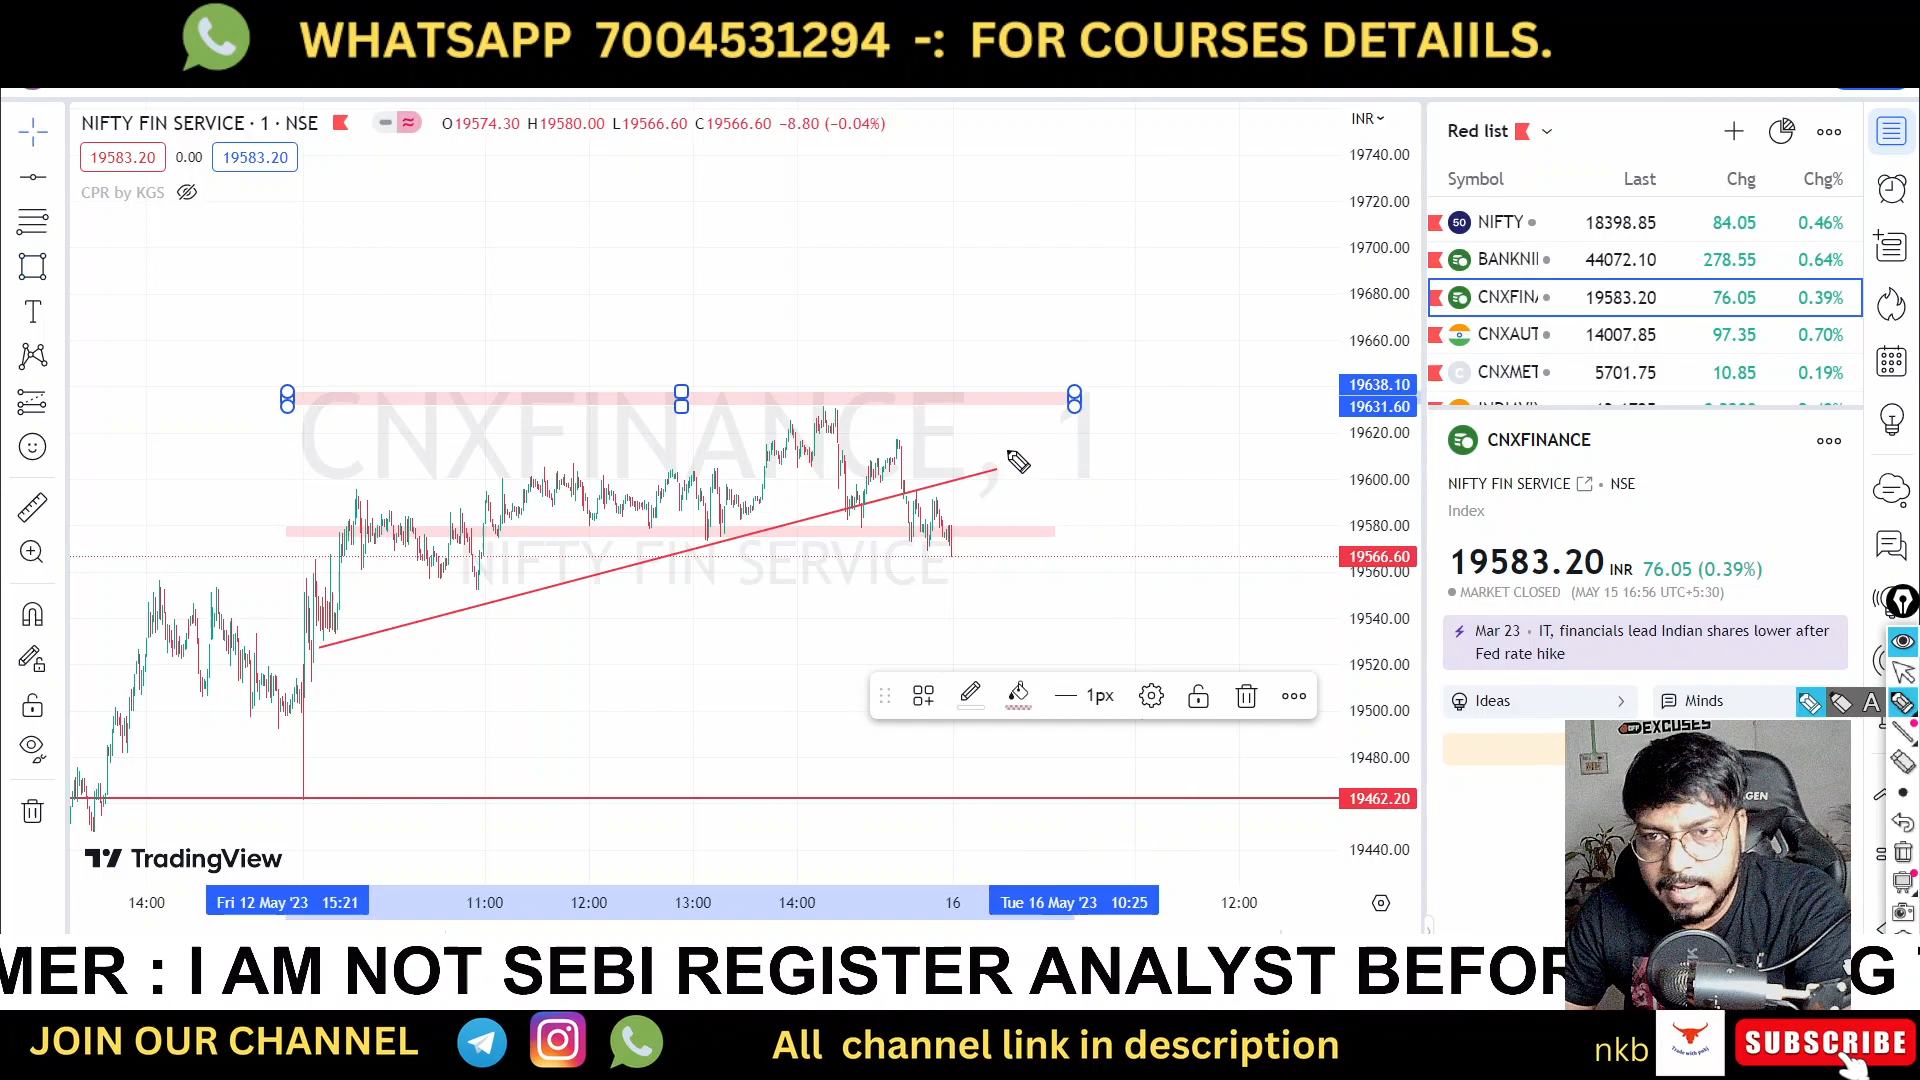 WHATSAPP 7004531294 -: FOR COURSES DETAIILS.
NIFTY FIN SERVICE · 1 · NSE
O19574.30 H19580.00 L19566.60 C19566.60 −8.80 (−0.04%)
19583.20 0.00 19583.20
CPR by KGS
INR
19740.00
19720.00
19700.00
19680.00
19660.00
19638.10
19631.60
19620.00
19600.00
19580.00
19566.60
19560.00
19540.00
19520.00
19500.00
19480.00
19462.20
19440.00
CNXFINANCE, 1
NIFTY FIN SERVICE
1px
TradingView
14:00
Fri 12 May '23 15:21
11:00
12:00
13:00
14:00
16
Tue 16 May '23 10:25
12:00
Red list
Symbol Last Chg Chg%
50 NIFTY 18398.85 84.05 0.46%
BANKNI 44072.10 278.55 0.64%
CNXFIN 19583.20 76.05 0.39%
CNXAUT 14007.85 97.35 0.70%
C CNXMET 5701.75 10.85 0.19%
CNXFINANCE
NIFTY FIN SERVICE • NSE
Index
19583.20 INR 76.05 (0.39%)
MARKET CLOSED (MAY 15 16:56 UTC+5:30)
Mar 23 • IT, financials lead Indian shares lower after
Fed rate hike
Ideas
Minds
A
EXCUSES
MER : I AM NOT SEBI REGISTER ANALYST BEFOR
G
JOIN OUR CHANNEL
All channel link in description
nkb
SUBSCRIBE